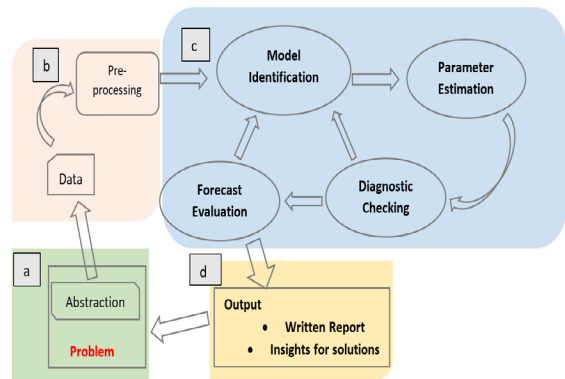 b
Pre-
processing
Data
c
Model
Identification
Parameter
Estimation
Forecast
Evaluation
Diagnostic
Checking
a
Abstraction
Problem
d
Output
• Written Report
• Insights for solutions